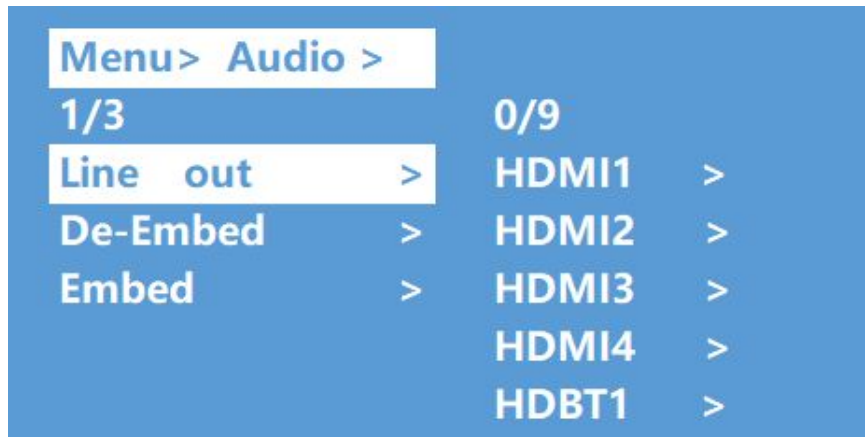 Menu> Audio >
1/3
Line out >
De-Embed >
Embed >
0/9
HDMI1 >
HDMI2 >
HDMI3 >
HDMI4 >
HDBT1 >